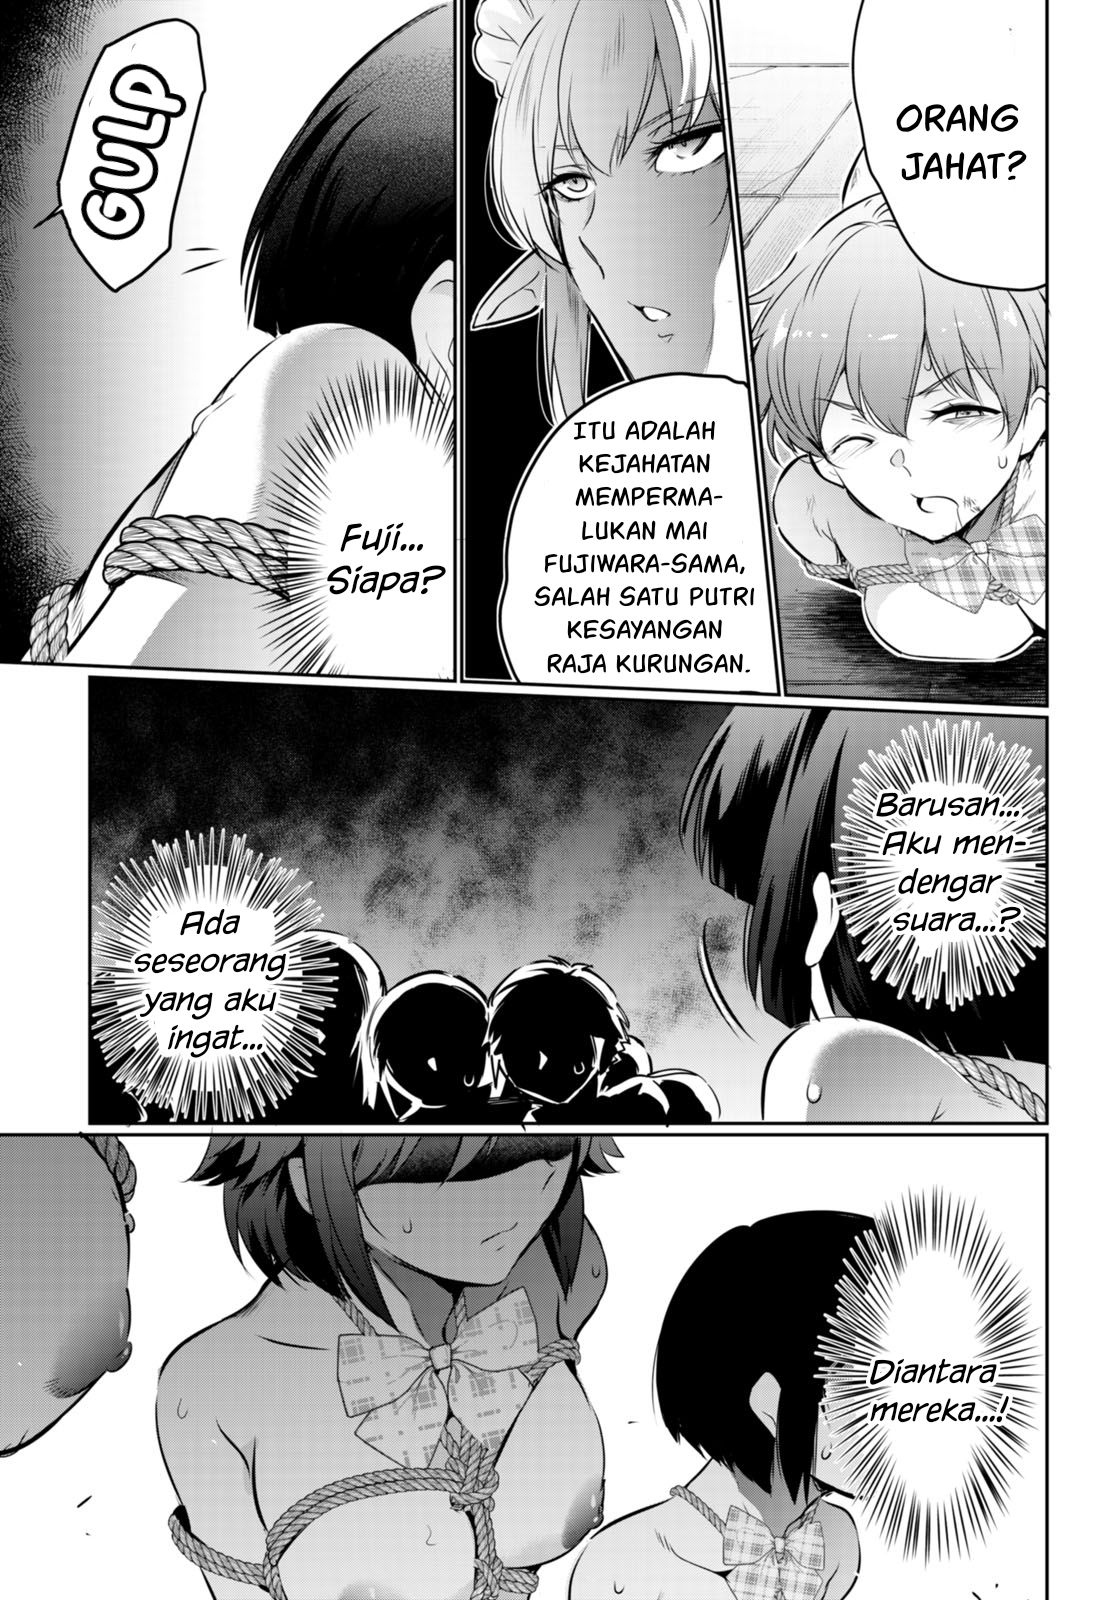 ORANG
JAHAT?
ITU ADALAH
KEJAHATAN
MEMPERMA-
LUKAN MAI
FUJIWARA-SAMA,
SALAH SATU PUTRI
KESAYANGAN
RAJA KURUNGAN.
GULP
Fuji...
Siapa?
Barusan...
Aku men-
dengar
suara...?
Ada
seseorang
yang aku
ingat...
Diantara
mereka...!